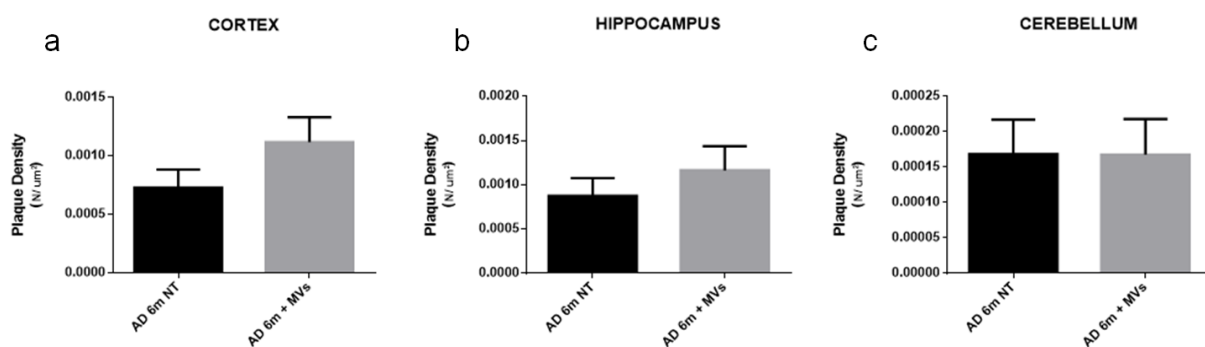 a
CORTEX
Plaque Density
(N/ um²)
0.0015
0.0010
0.0005
0.0000
AD 6m NT
AD 6m + MVs
b
HIPPOCAMPUS
Plaque Density
(N/ um²)
0.0020
0.0015
0.0010
0.0005
0.0000
AD 6m NT
AD 6m + MVs
c
CEREBELLUM
Plaque Density
(N/ um²)
0.00025
0.00020
0.00015
0.00010
0.00005
0.00000
AD 6m NT
AD 6m + MVs